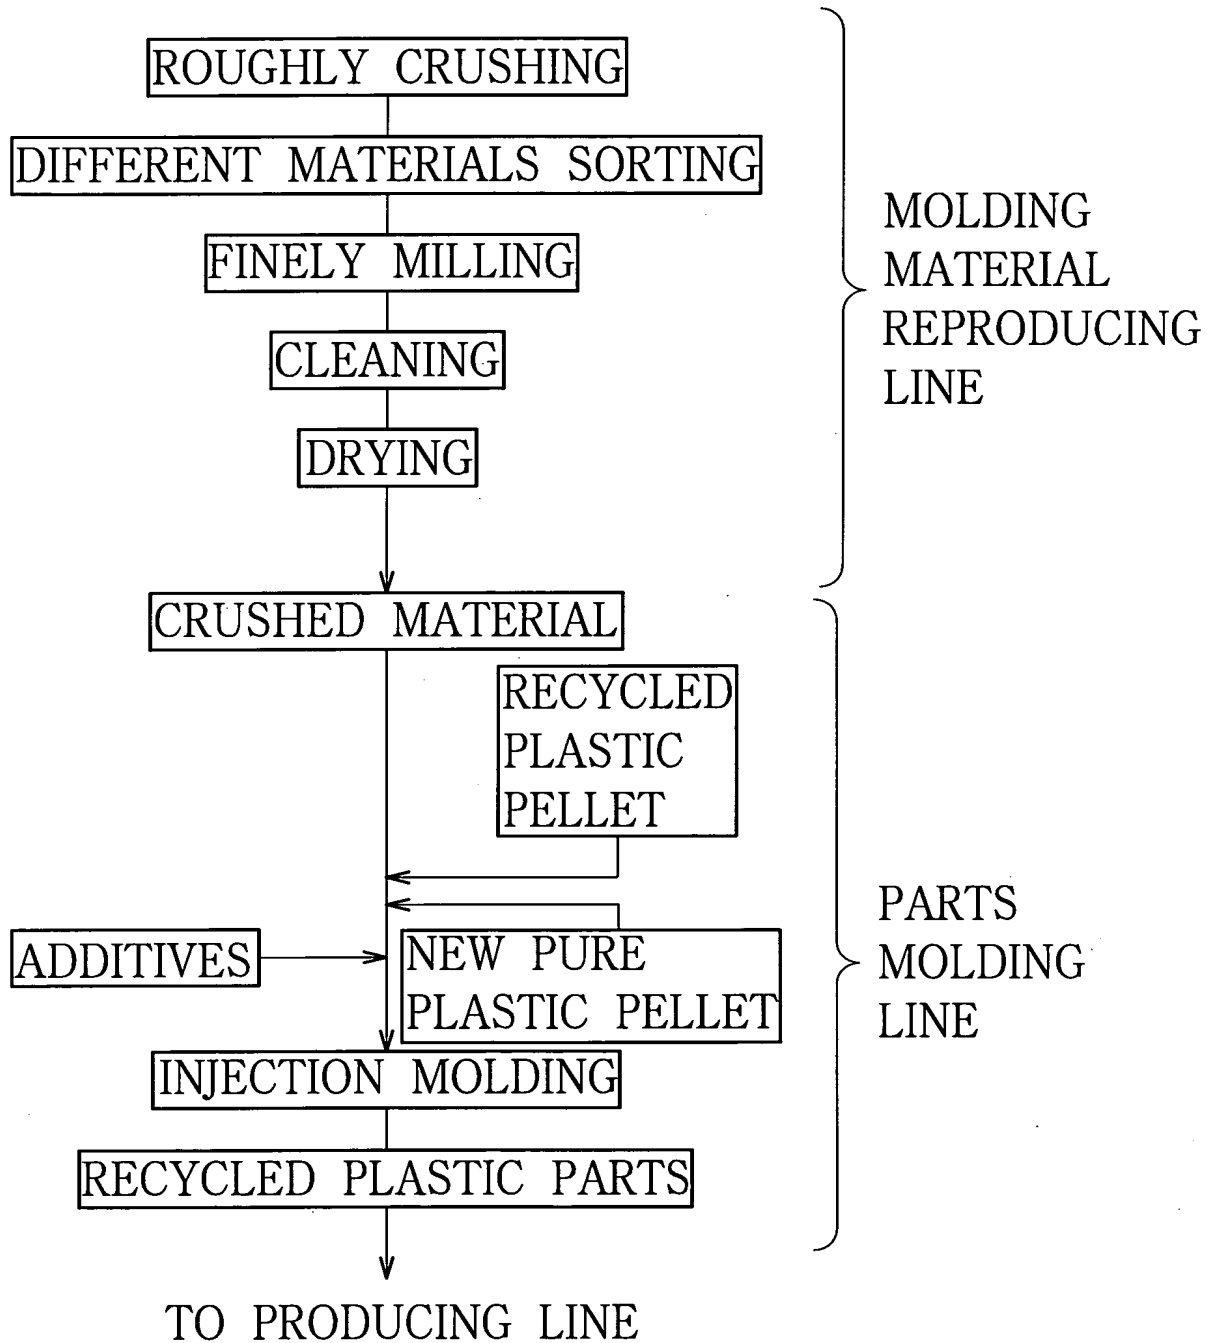 ROUGHLY CRUSHING
DIFFERENT MATERIALS SORTING
FINELY MILLING
CLEANING
DRYING
MOLDING
MATERIAL
REPRODUCING
LINE
CRUSHED MATERIAL
RECYCLED
PLASTIC
PELLET
ADDITIVES
NEW PURE
PLASTIC PELLET
INJECTION MOLDING
RECYCLED PLASTIC PARTS
PARTS
MOLDING
LINE
TO PRODUCING LINE